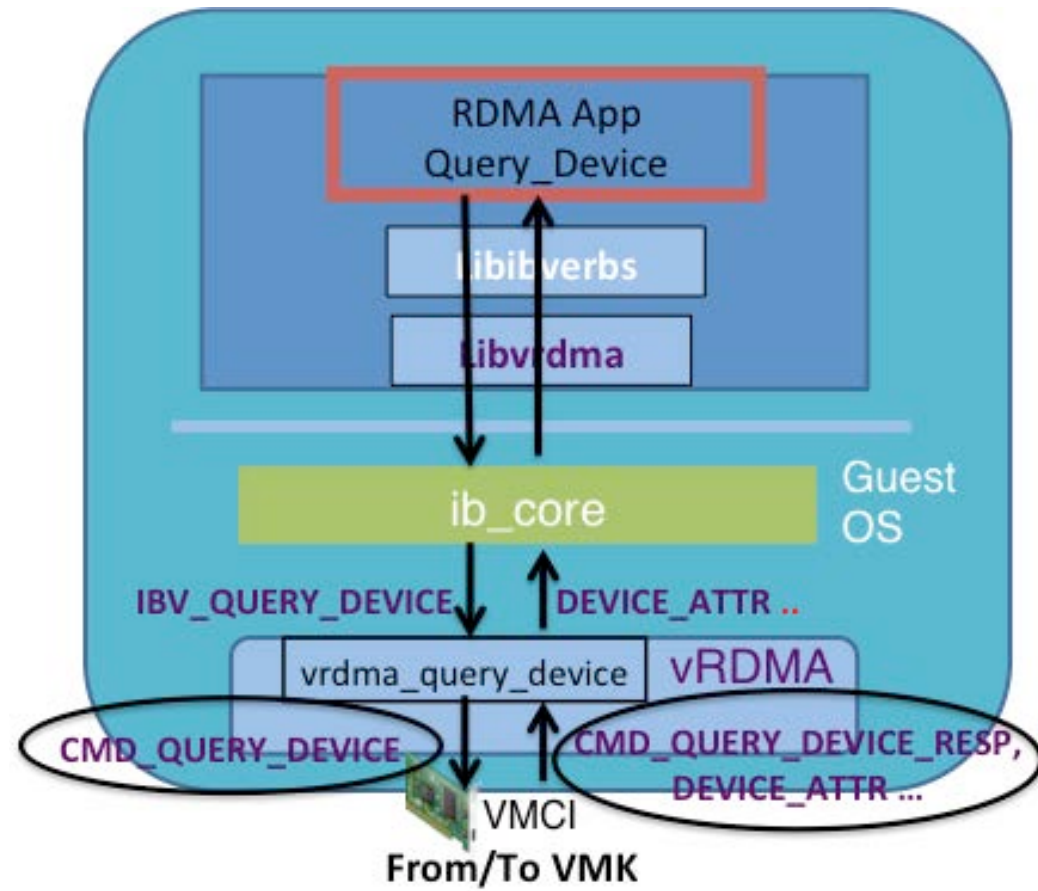 RDMA App
Query_Device
Libibverbs
Libvrdma
Guest
OS
ib_core
IBV_QUERY_DEVICE
DEVICE_ATTR ..
vrdma_query_device
vRDMA
CMD_QUERY_DEVICE
CMD_QUERY_DEVICE_RESP,
DEVICE_ATTR ...
VMCI
From/To VMK